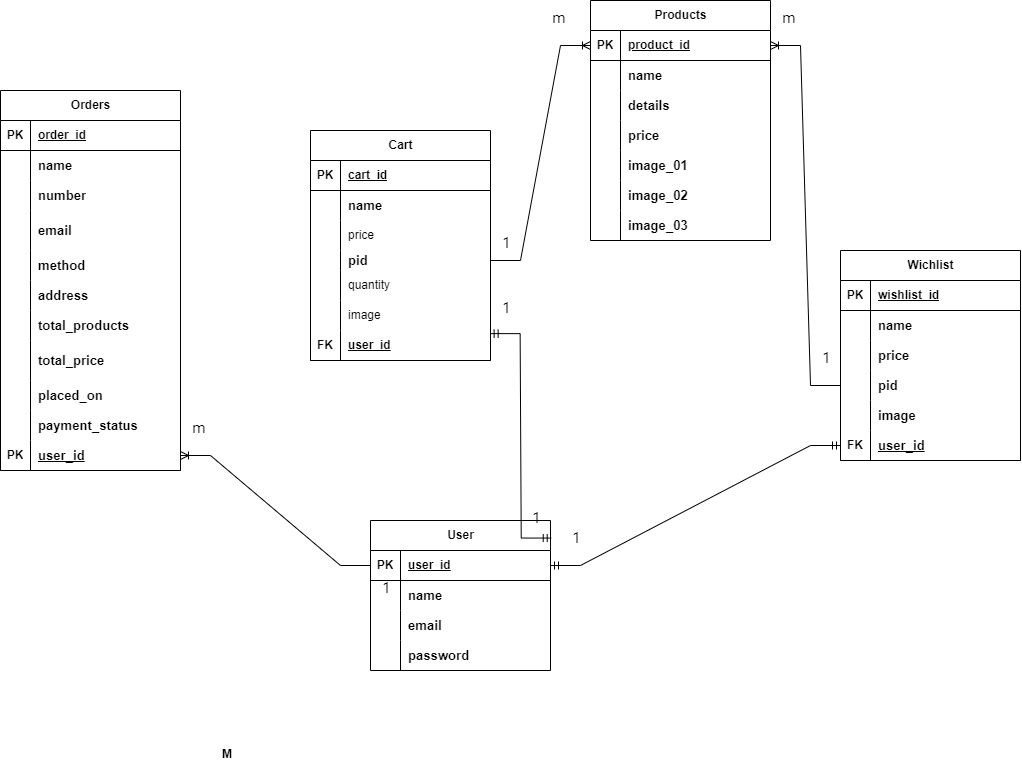 m
Products
m
PK product_id
name
details
price
image_01
image_02
image_03
Orders
PK order_id
name
number
email
method
address
total_products
total_price
placed_on
payment_status
PK user_id
m
Cart
PK cart_id
name
price
pid
quantity
image
FK user_id
1
1
Wichlist
PK wishlist_id
name
price
pid
image
FK user_id
1
1
1
User
PK user_id
1
name
email
password
M